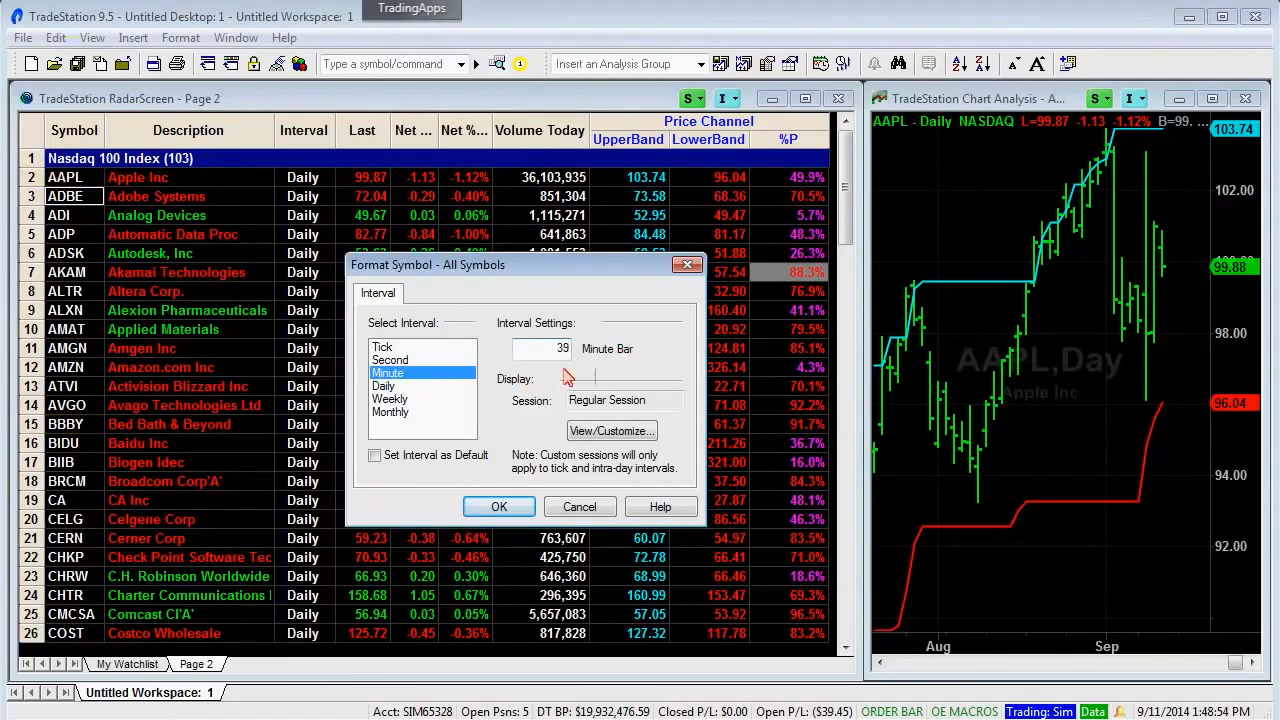 TradeStation 9.5 - Untitled Desktop: 1 - Untitled Workspace: 1
TradingApps
File Edit View Insert Format Window Help
Type a symbol/command
Insert an Analysis Group
TradeStation RadarScreen - Page 2
S I
Symbol Description Interval Last Net ... Net %... Volume Today Price Channel
UpperBand LowerBand %P
1 Nasdaq 100 Index (103)
2 AAPL Apple Inc Daily 99.87 -1.13 -1.12% 36,103,935 103.74 96.04 49.9%
3 ADBE Adobe Systems Daily 72.04 -0.29 -0.40% 851,304 73.58 68.36 70.5%
4 ADI Analog Devices Daily 49.67 0.03 0.06% 1,115,271 52.95 49.47 5.7%
5 ADP Automatic Data Proc Daily 82.77 -0.84 -1.00% 641,863 84.48 81.17 48.3%
6 ADSK Autodesk, Inc Daily 51.88 26.3%
7 AKAM Akamai Technologies Daily 57.54 88.3%
8 ALTR Altera Corp. Daily 32.90 76.9%
9 ALXN Alexion Pharmaceuticals Daily 160.40 41.1%
10 AMAT Applied Materials Daily 20.92 79.5%
11 AMGN Amgen Inc Daily 124.81 85.1%
12 AMZN Amazon.com Inc Daily 326.14 4.3%
13 ATVI Activision Blizzard Inc Daily 22.71 70.1%
14 AVGO Avago Technologies Ltd Daily 71.08 92.2%
15 BBBY Bed Bath & Beyond Daily 61.37 91.7%
16 BIDU Baidu Inc Daily 211.26 36.7%
17 BIIB Biogen Idec Daily 321.00 16.0%
18 BRCM Broadcom Corp'A' Daily 37.50 84.3%
19 CA CA Inc Daily 27.87 48.1%
20 CELG Celgene Corp Daily 86.56 46.3%
21 CERN Cerner Corp Daily 59.23 -0.38 -0.64% 763,607 60.07 54.97 83.5%
22 CHKP Check Point Software Tec Daily 70.93 -0.33 -0.46% 425,750 72.78 66.41 71.0%
23 CHRW C.H. Robinson Worldwide Daily 66.93 0.20 0.30% 646,360 68.99 66.46 18.6%
24 CHTR Charter Communications I Daily 158.68 1.05 0.67% 296,395 160.99 153.47 69.3%
25 CMCSA Comcast Cl'A' Daily 56.94 0.03 0.05% 5,657,083 57.05 53.92 96.5%
26 COST Costco Wholesale Daily 125.72 -0.45 -0.36% 817,828 127.32 117.78 83.2%
My Watchlist Page 2
Format Symbol - All Symbols
Interval
Select Interval:
Tick
Second
Minute
Daily
Weekly
Monthly
Set Interval as Default
Interval Settings:
39 Minute Bar
Display:
Session: Regular Session
View/Customize...
Note: Custom sessions will only
apply to tick and intra-day intervals.
OK Cancel Help
TradeStation Chart Analysis - A...
S I
AAPL - Daily NASDAQ L=99.87 -1.13 -1.12% B=99. ...
103.74
102.00
99.88
98.00
96.04
94.00
92.00
AAPL,Day
Apple Inc
Aug Sep
Untitled Workspace: 1
Acct: SIM65328 Open Psns: 5 DT BP: $19,932,476.59 Closed P/L: $0.00 Open P/L: ($39.45) ORDER BAR OE MACROS Trading: Sim Data 9/11/2014 1:48:54 PM